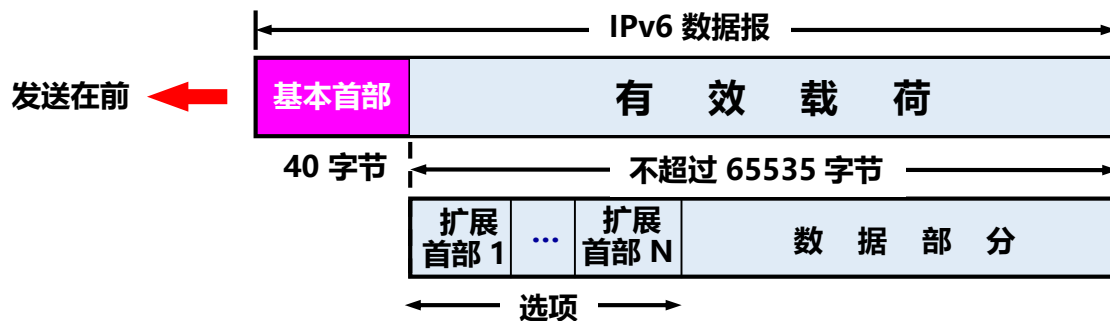 IPv6 数据报
发送在前
基本首部
有效载荷
40 字节
不超过 65535 字节
扩展
首部 1
...
扩展
首部 N
数据部分
选项